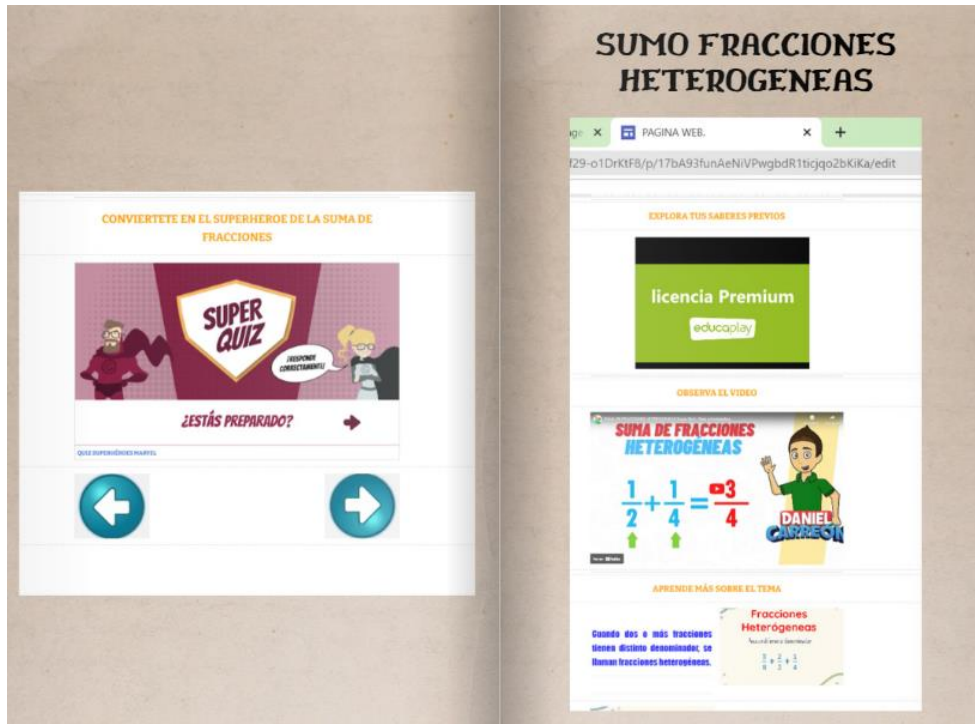 CONVIERTETE EN EL SUPERHEROE DE LA SUMA DE
FRACCIONES
SUPER
QUIZ
¡RESPONDE
CORRECTAMENTE!
¿ESTÁS PREPARADO?
QUIZ SUPERHÉROES MARVEL
SUMO FRACCIONES
HETEROGENEAS
PAGINA WEB.
f29-o1DrKtF8/p/17bA93funAeNiVPwgbdR1ticjqo2bKiKa/edit
EXPLORA TUS SABERES PREVIOS
licencia Premium
educaplay
OBSERVA EL VIDEO
SUMA DE FRACCIONES
HETEROGÉNEAS
1/2 + 1/4 = 3/4
DANIEL
CARREON
APRENDE MÁS SOBRE EL TEMA
Cuando dos o más fracciones
tienen distinto denominador, se
llaman fracciones heterogéneas.
Fracciones
Heterógeneas